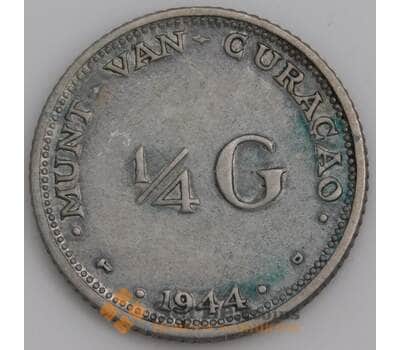 · MUNT · VAN · CURAÇAO ·
1/4 G
· 1944 ·
D